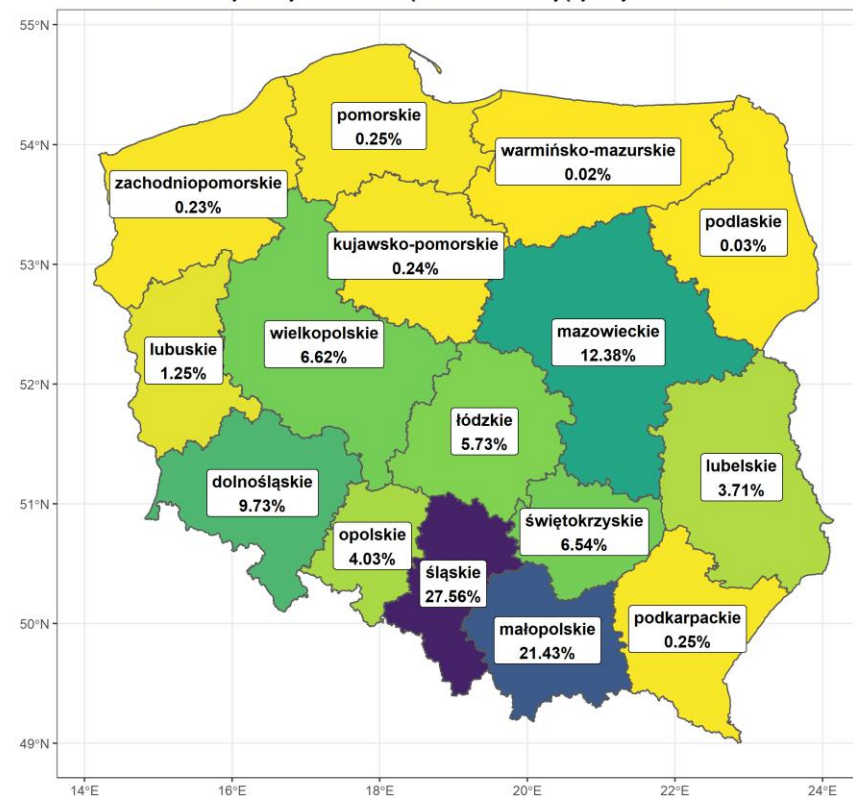 55°N
54°N
53°N
52°N
51°N
50°N
49°N
pomorskie
0.25%
warmińsko-mazurskie
0.02%
zachodniopomorskie
0.23%
podlaskie
0.03%
kujawsko-pomorskie
0.24%
wielkopolskie
6.62%
mazowieckie
12.38%
lubuskie
1.25%
łódzkie
5.73%
lubelskie
3.71%
dolnośląskie
9.73%
opolskie
4.03%
świętokrzyskie
6.54%
śląskie
27.56%
małopolskie
21.43%
podkarpackie
0.25%
14°E 16°E 18°E 20°E 22°E 24°E